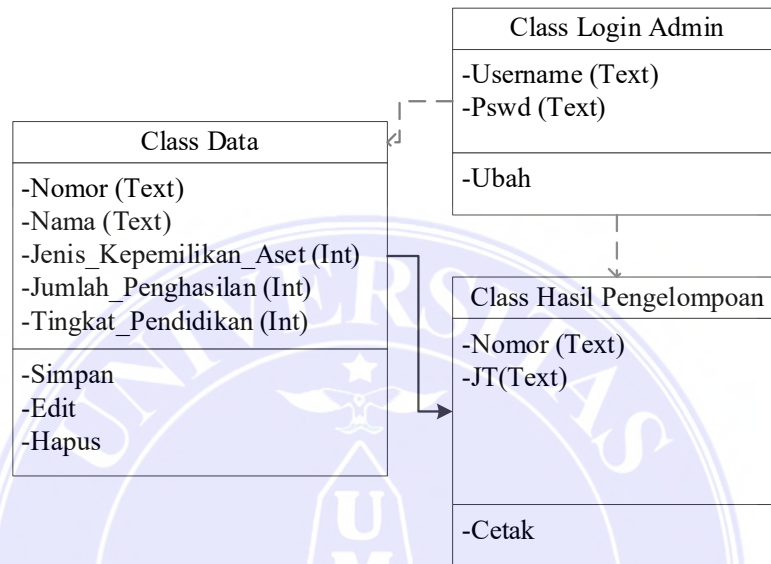 Class Login Admin
-Username (Text)
-Pswd (Text)
-Ubah
Class Data
-Nomor (Text)
-Nama (Text)
-Jenis_Kepemilikan_Aset (Int)
-Jumlah_Penghasilan (Int)
-Tingkat_Pendidikan (Int)
-Simpan
-Edit
-Hapus
Class Hasil Pengelompoan
-Nomor (Text)
-JT(Text)
-Cetak
UNIVERSITAS
U
M